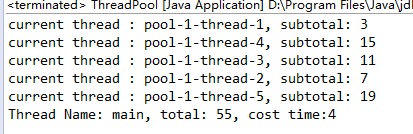 <terminated> ThreadPool [Java Application] D:\Program Files\Java\jd
current thread : pool-1-thread-1, subtotal: 3
current thread : pool-1-thread-4, subtotal: 15
current thread : pool-1-thread-3, subtotal: 11
current thread : pool-1-thread-2, subtotal: 7
current thread : pool-1-thread-5, subtotal: 19
Thread Name: main, total: 55, cost time:4